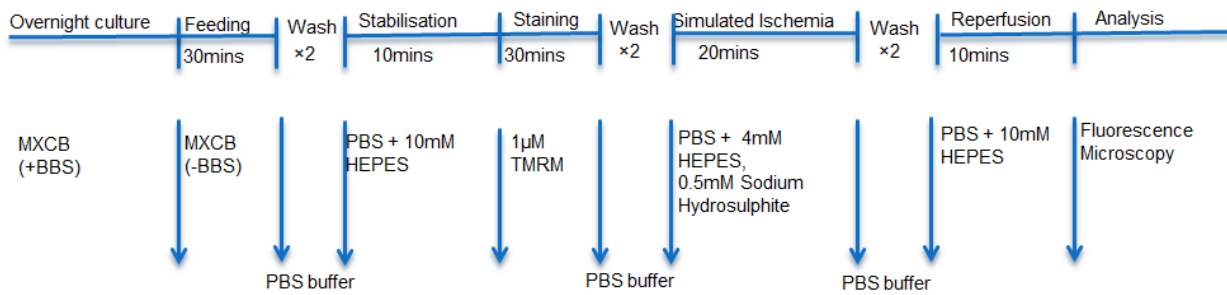 Overnight culture
Feeding
Wash
Stabilisation
Staining
Wash
Simulated Ischemia
Wash
Reperfusion
Analysis
30mins
×2
10mins
30mins
×2
20mins
×2
10mins
MXCB
(+BBS)
MXCB
(-BBS)
PBS + 10mM
HEPES
1µM
TMRM
PBS + 4mM
HEPES,
0.5mM Sodium
Hydrosulphite
PBS + 10mM
HEPES
Fluorescence
Microscopy
PBS buffer
PBS buffer
PBS buffer